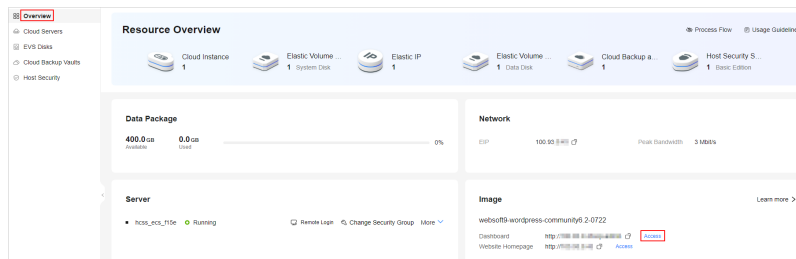 Overview
Cloud Servers
EVS Disks
Cloud Backup Vaults
Host Security
Resource Overview
Process Flow Usage Guideline
Cloud Instance
1
Elastic Volume ...
1 System Disk
Elastic IP
1
Elastic Volume ...
1 Data Disk
Cloud Backup a...
1
Host Security S...
1 Basic Edition
Data Package
400.0 GB 0.0 GB
Available Used
0%
Network
EIP 100.93. Peak Bandwidth 3 Mbit/s
Server
hcss_ecs_f15e Running Remote Login Change Security Group More
Image Learn more >
websoft9-wordpress-community6.2-0722
Dashboard http:// Access
Website Homepage http:// Access